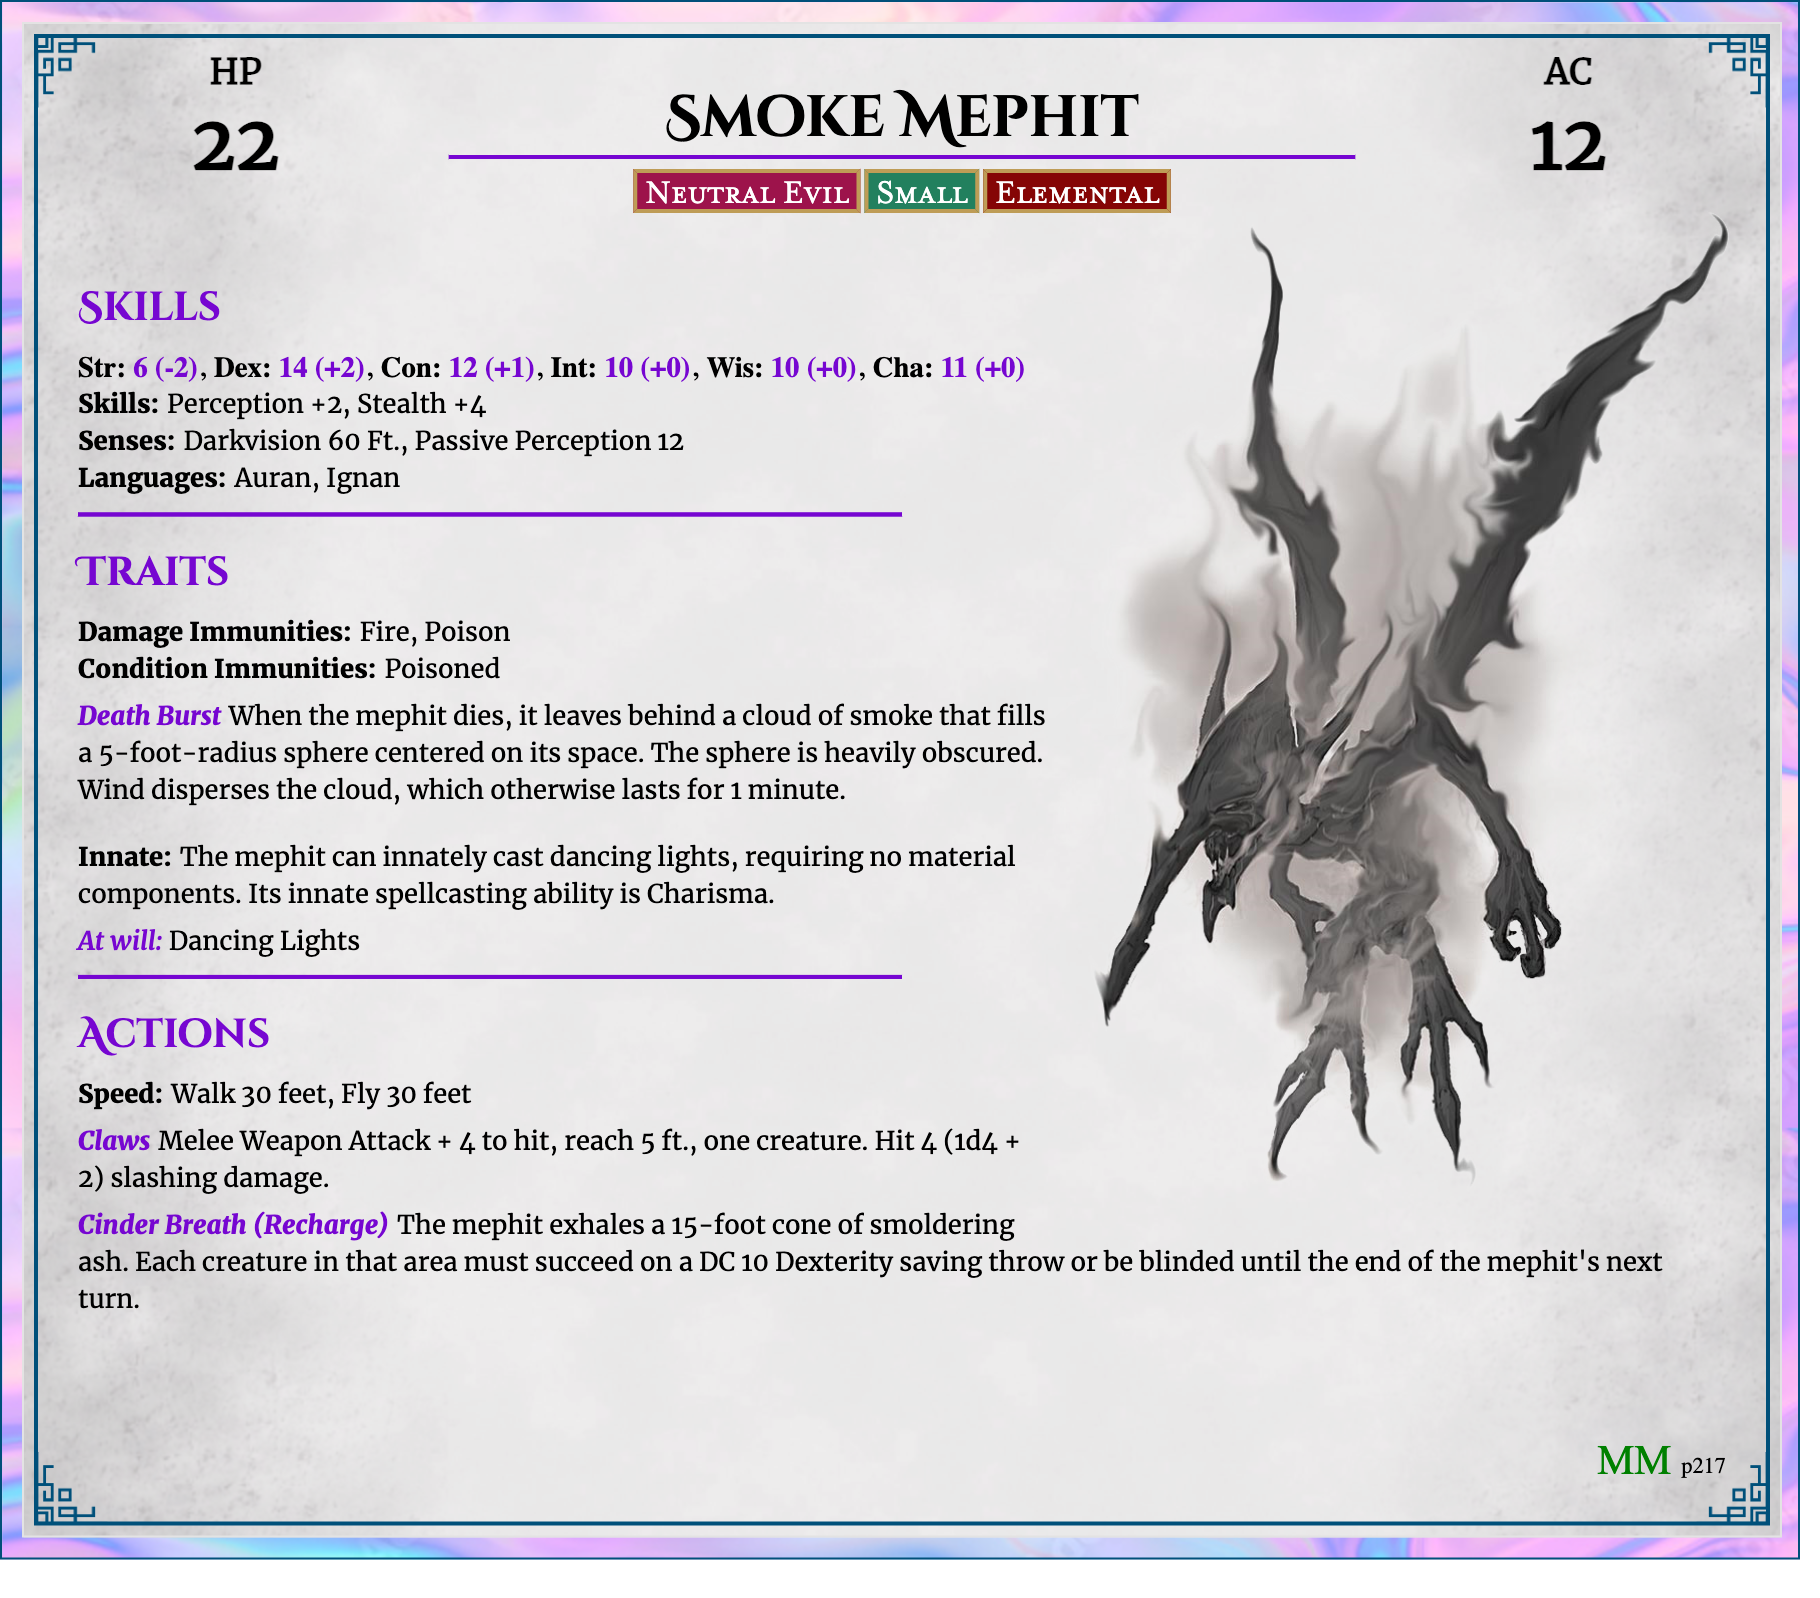 HP
22
AC
12
Smoke Mephit
Neutral Evil Small Elemental
Skills
Str: 6 (-2), Dex: 14 (+2), Con: 12 (+1), Int: 10 (+0), Wis: 10 (+0), Cha: 11 (+0)
Skills: Perception +2, Stealth +4
Senses: Darkvision 60 Ft., Passive Perception 12
Languages: Auran, Ignan
Traits
Damage Immunities: Fire, Poison
Condition Immunities: Poisoned
Death Burst When the mephit dies, it leaves behind a cloud of smoke that fills
a 5-foot-radius sphere centered on its space. The sphere is heavily obscured.
Wind disperses the cloud, which otherwise lasts for 1 minute.
Innate: The mephit can innately cast dancing lights, requiring no material
components. Its innate spellcasting ability is Charisma.
At will: Dancing Lights
Actions
Speed: Walk 30 feet, Fly 30 feet
Claws Melee Weapon Attack + 4 to hit, reach 5 ft., one creature. Hit 4 (1d4 +
2) slashing damage.
Cinder Breath (Recharge) The mephit exhales a 15-foot cone of smoldering
ash. Each creature in that area must succeed on a DC 10 Dexterity saving throw or be blinded until the end of the mephit's next
turn.
MM p217